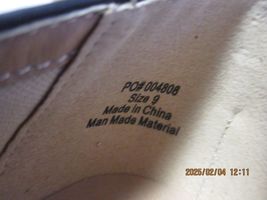 PO# 004808
Size 9
Made in China
Man Made Material
2025/02/04 12:11